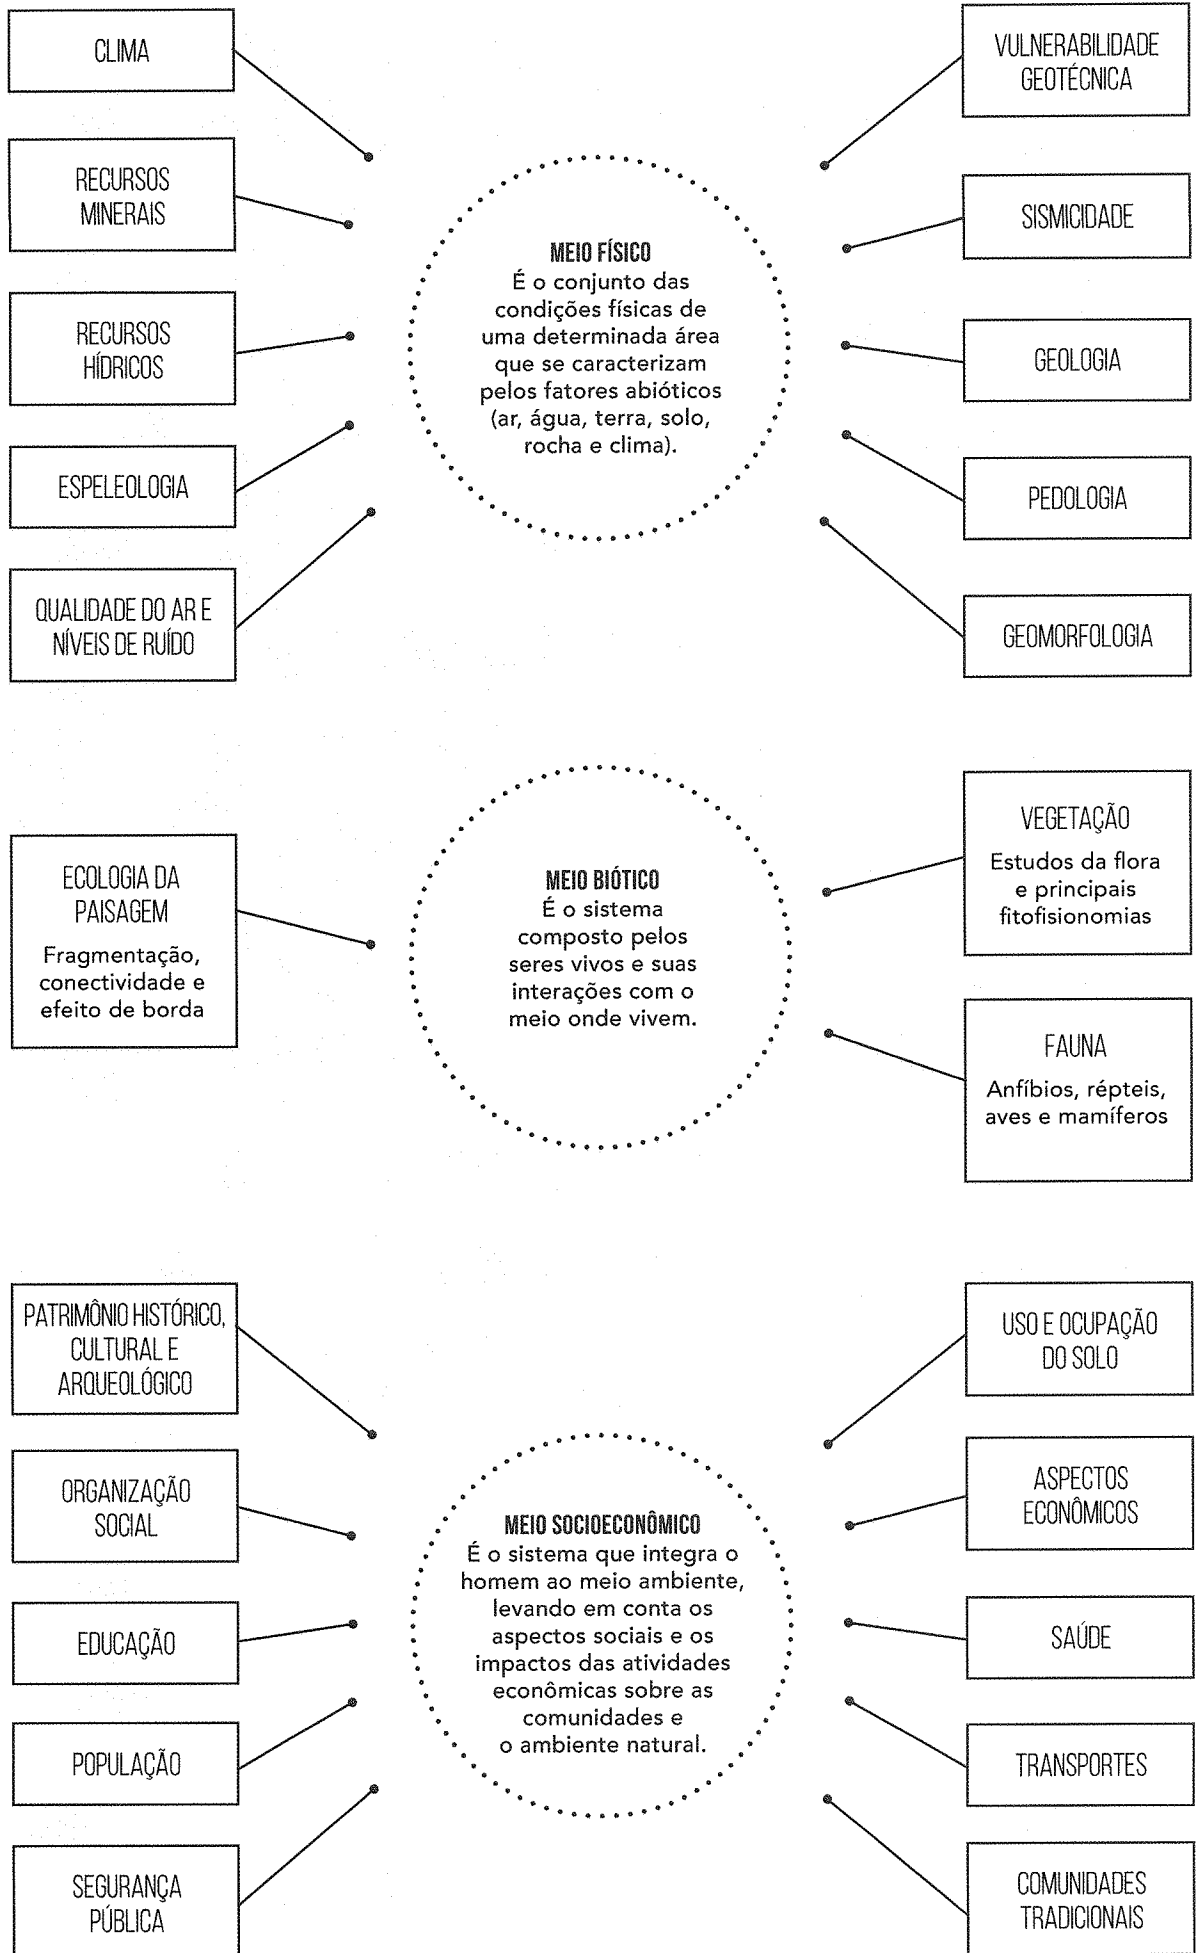 CLIMA
RECURSOS
MINERAIS
RECURSOS
HÍDRICOS
ESPELEOLOGIA
QUALIDADE DO AR E
NÍVEIS DE RUÍDO
MEIO FÍSICO
É o conjunto das
condições físicas de
uma determinada área
que se caracterizam
pelos fatores abióticos
(ar, água, terra, solo,
rocha e clima).
VULNERABILIDADE
GEOTÉCNICA
SISMICIDADE
GEOLOGIA
PEDOLOGIA
GEOMORFOLOGIA
ECOLOGIA DA
PAISAGEM
Fragmentação,
conectividade e
efeito de borda
MEIO BIÓTICO
É o sistema
composto pelos
seres vivos e suas
interações com o
meio onde vivem.
VEGETAÇÃO
Estudos da flora
e principais
fitofisionomias
FAUNA
Anfíbios, répteis,
aves e mamíferos
PATRIMÔNIO HISTÓRICO,
CULTURAL E
ARQUEOLÓGICO
ORGANIZAÇÃO
SOCIAL
EDUCAÇÃO
POPULAÇÃO
SEGURANÇA
PÚBLICA
MEIO SOCIOECONÔMICO
É o sistema que integra o
homem ao meio ambiente,
levando em conta os
aspectos sociais e os
impactos das atividades
econômicas sobre as
comunidades e
o ambiente natural.
USO E OCUPAÇÃO
DO SOLO
ASPECTOS
ECONÔMICOS
SAÚDE
TRANSPORTES
COMUNIDADES
TRADICIONAIS